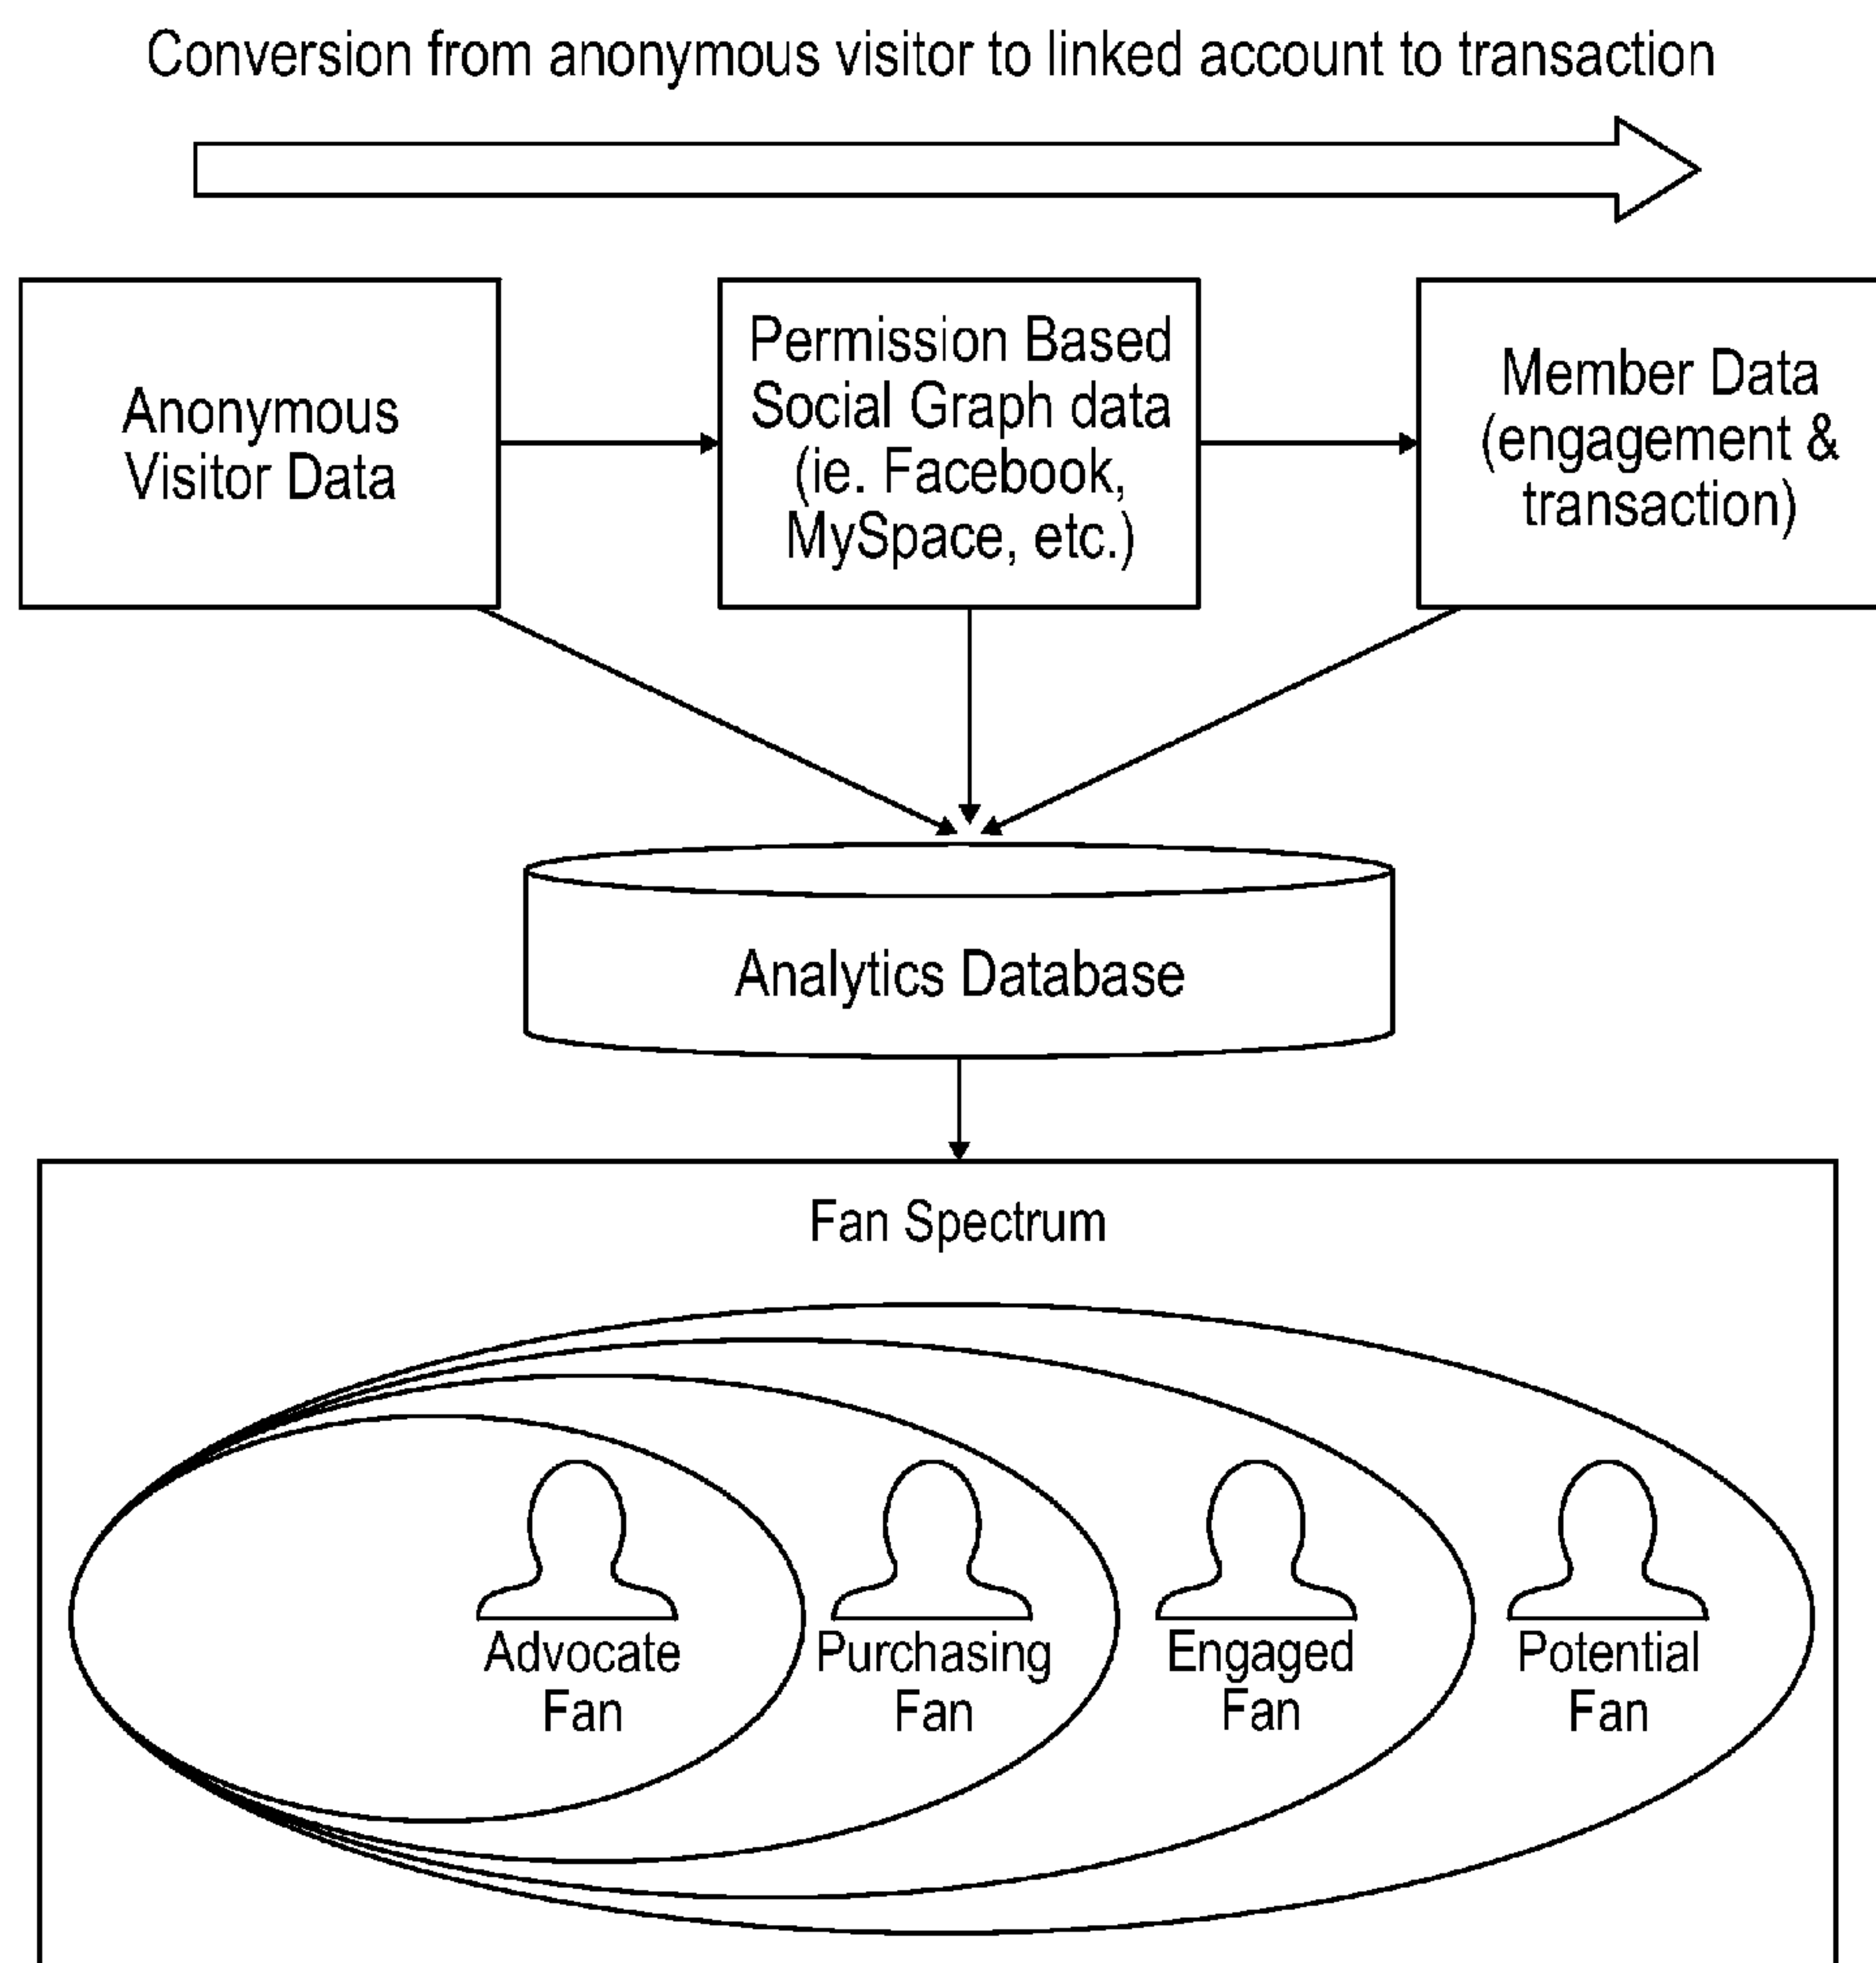 Conversion from anonymous visitor to linked account to transaction
Anonymous
Visitor Data
Permission Based
Social Graph data
(ie. Facebook,
MySpace, etc.)
Member Data
(engagement &
transaction)
Analytics Database
Fan Spectrum
Advocate
Fan
Purchasing
Fan
Engaged
Fan
Potential
Fan